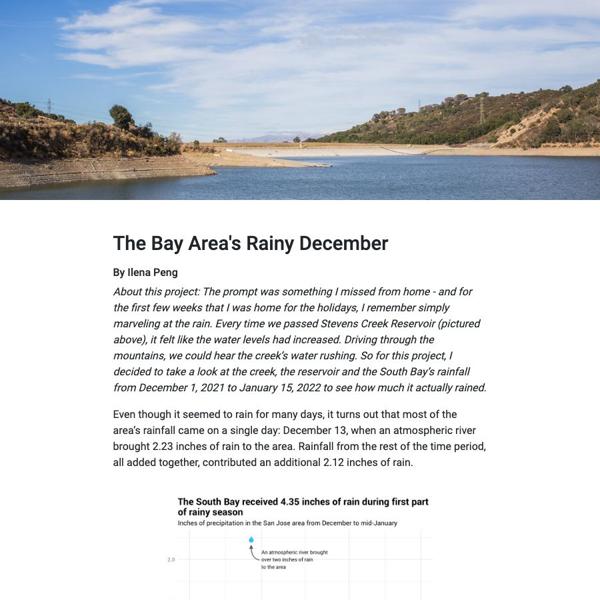 The Bay Area's Rainy December
By Ilena Peng
About this project: The prompt was something I missed from home - and for
the first few weeks that I was home for the holidays, I remember simply
marveling at the rain. Every time we passed Stevens Creek Reservoir (pictured
above), it felt like the water levels had increased. Driving through the
mountains, we could hear the creek’s water rushing. So for this project, I
decided to take a look at the creek, the reservoir and the South Bay’s rainfall
from December 1, 2021 to January 15, 2022 to see how much it actually rained.
Even though it seemed to rain for many days, it turns out that most of the
area’s rainfall came on a single day: December 13, when an atmospheric river
brought 2.23 inches of rain to the area. Rainfall from the rest of the time period,
all added together, contributed an additional 2.12 inches of rain.
The South Bay received 4.35 inches of rain during first part
of rainy season
Inches of precipitation in the San Jose area from December to mid-January
An atmospheric river brought
2.0
over two inches of rain
to the area